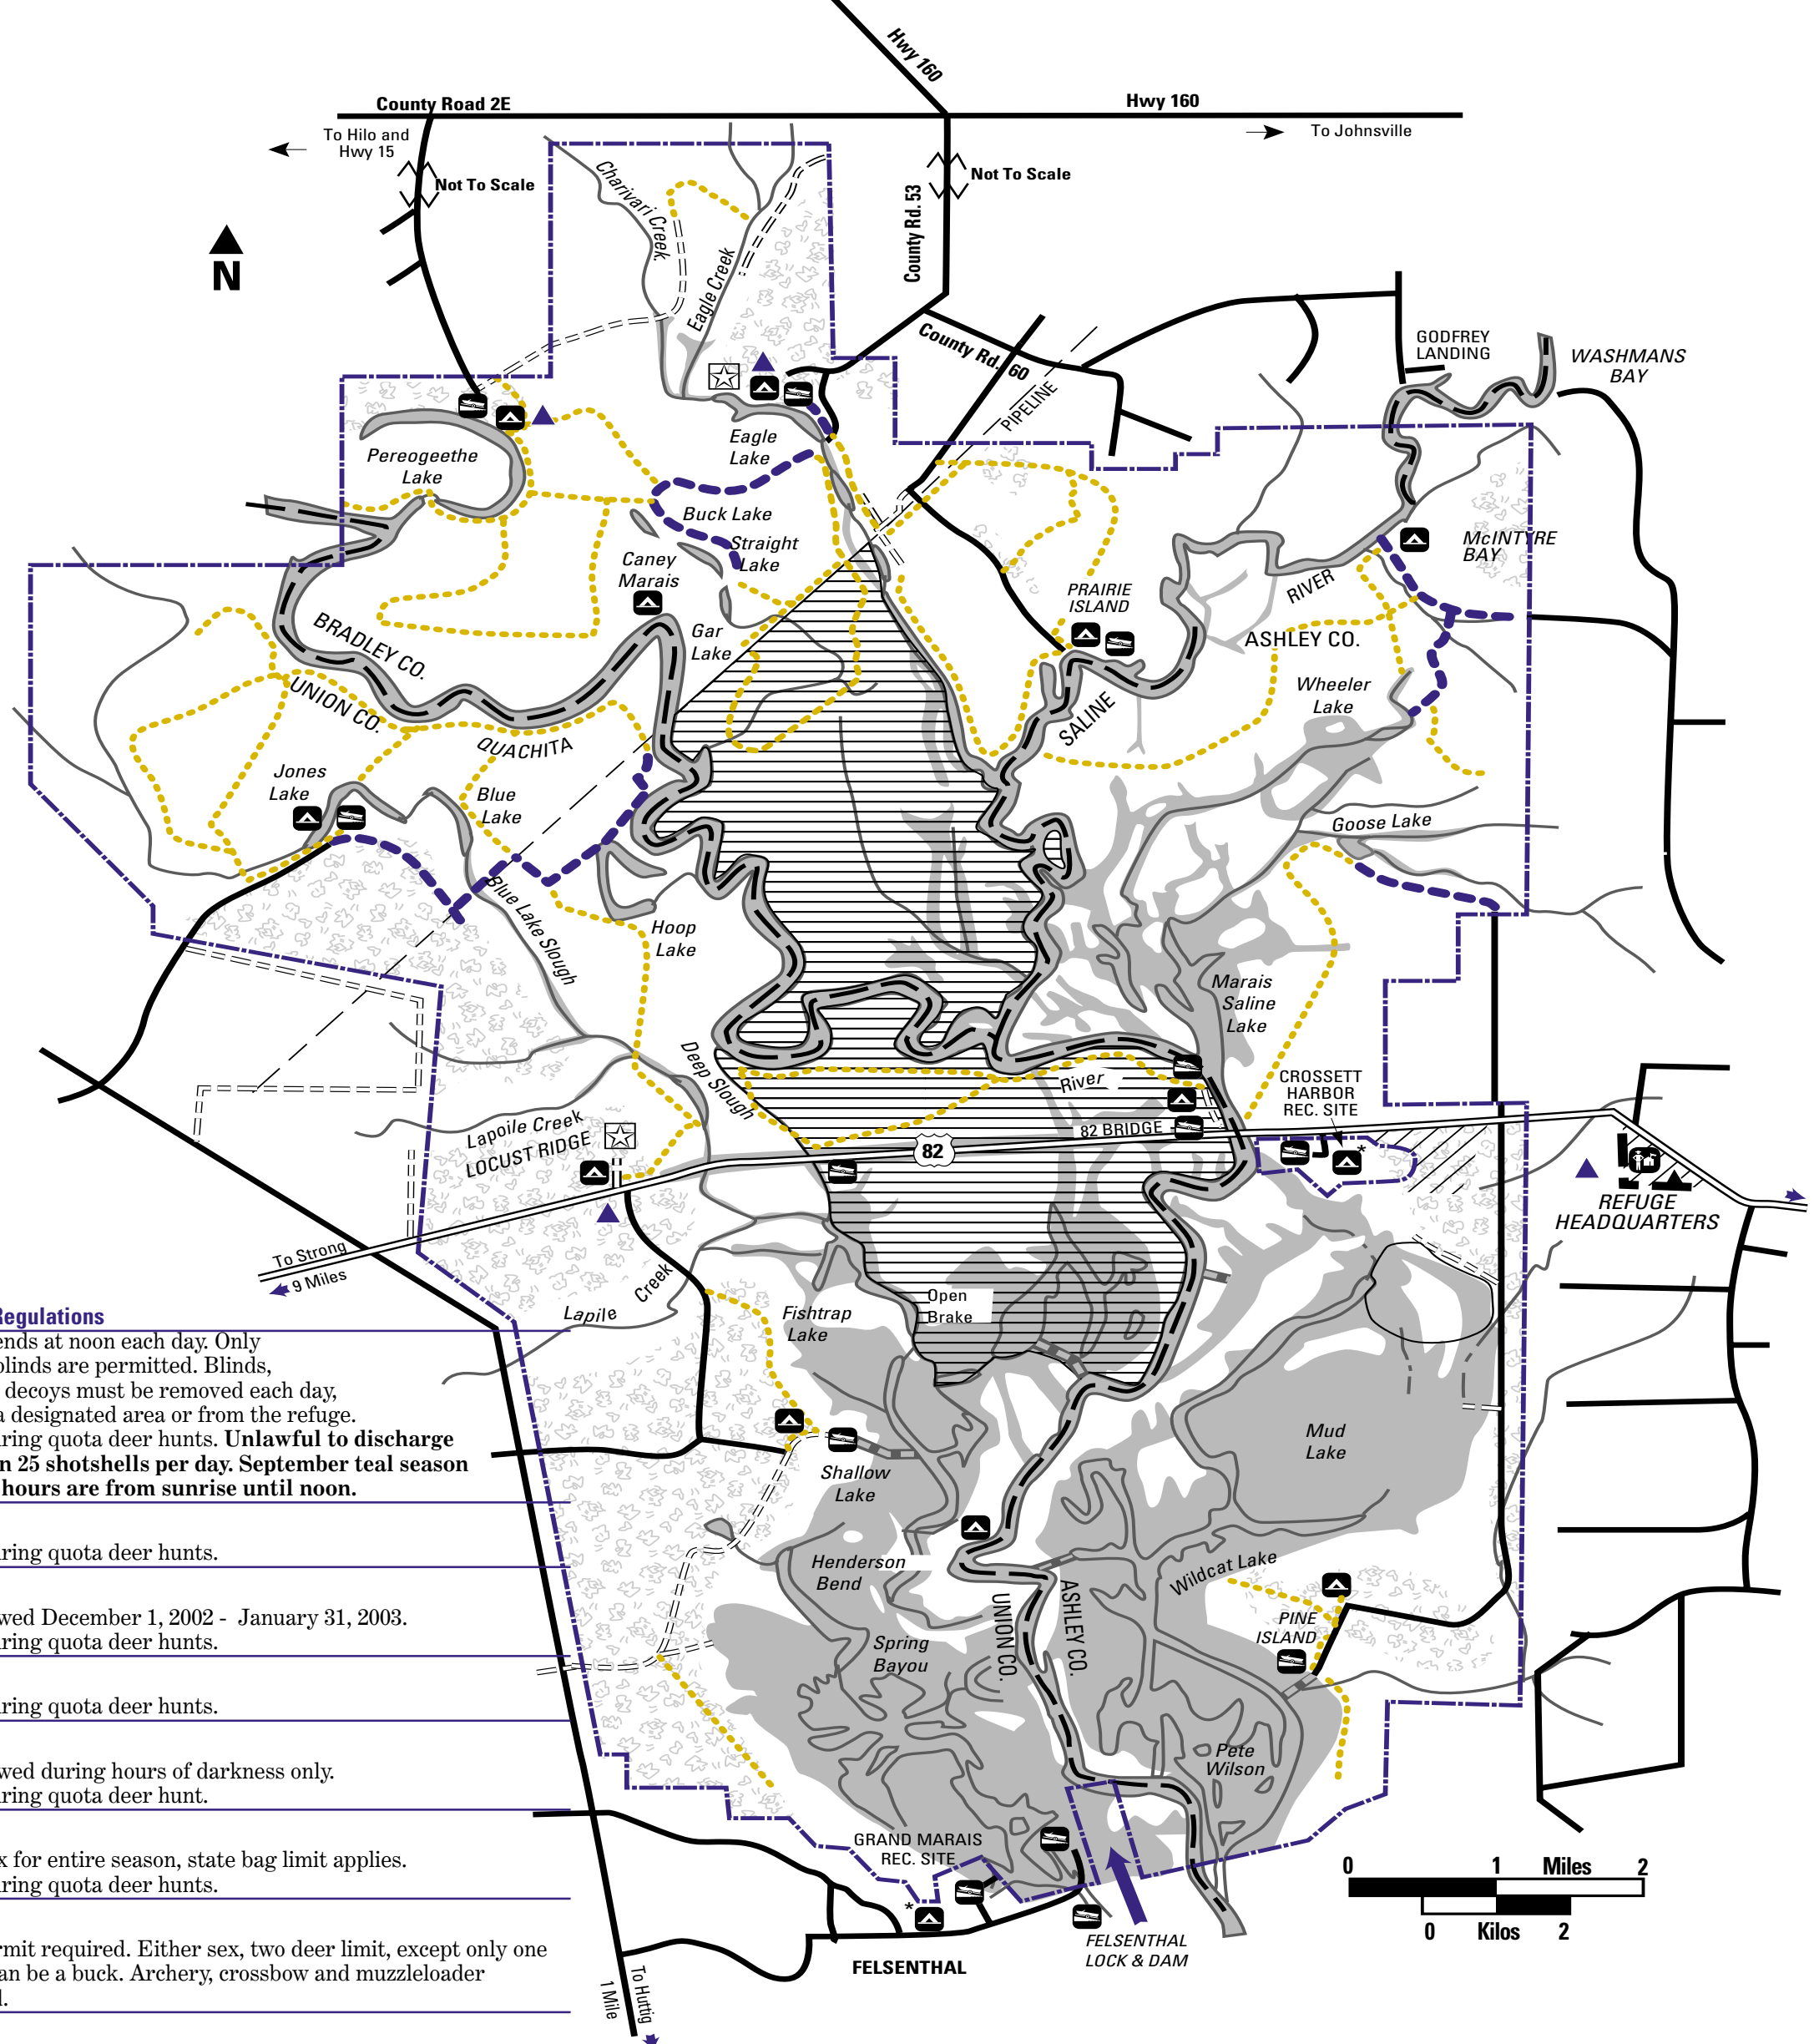 Hwy 160
County Road 2E
Hwy 160
To Hilo and
Hwy 15
To Johnsville
Not To Scale
Not To Scale
N
Charivari Creek
Eagle Creek
County Rd. 53
County Rd. 160
PIPELINE
GODFREY
LANDING
WASHMANS
BAY
Pereogeethe
Lake
Eagle
Lake
Buck Lake
Straight
Lake
Caney
Marais
McINTYRE
BAY
PRAIRIE
ISLAND
RIVER
BRADLEY CO.
Gar
Lake
ASHLEY CO.
UNION CO.
Wheeler
Lake
SALINE
QUACHITA
Jones
Lake
Blue
Lake
Goose Lake
Blue Lake Slough
Hoop
Lake
Marais
Saline
Lake
Deep Slough
River
CROSSETT
HARBOR
REC. SITE
*
Lapoile Creek
LOCUST RIDGE
82 BRIDGE
82
REFUGE
HEADQUARTERS
To Strong
9 Miles
Lapile
Creek
Open
Brake
Fishtrap
Lake
Regulations
ends at noon each day. Only
blinds are permitted. Blinds,
decoys must be removed each day,
a designated area or from the refuge.
uring quota deer hunts. Unlawful to discharge
n 25 shotshells per day. September teal season
hours are from sunrise until noon.
Mud
Lake
Shallow
Lake
uring quota deer hunts.
Henderson
Bend
Wildcat Lake
wed December 1, 2002 - January 31, 2003.
uring quota deer hunts.
UNION CO.
ASHLEY CO.
PINE
ISLAND
Spring
Bayou
uring quota deer hunts.
Pete
Wilson
wed during hours of darkness only.
uring quota deer hunt.
GRAND MARAIS
REC. SITE
x for entire season, state bag limit applies.
uring quota deer hunts.
0 1 Miles 2
0 Kilos 2
*
FELSENTHAL
LOCK & DAM
FELSENTHAL
rmit required. Either sex, two deer limit, except only one
an be a buck. Archery, crossbow and muzzleloader
l.
To Huttig
1 Mile